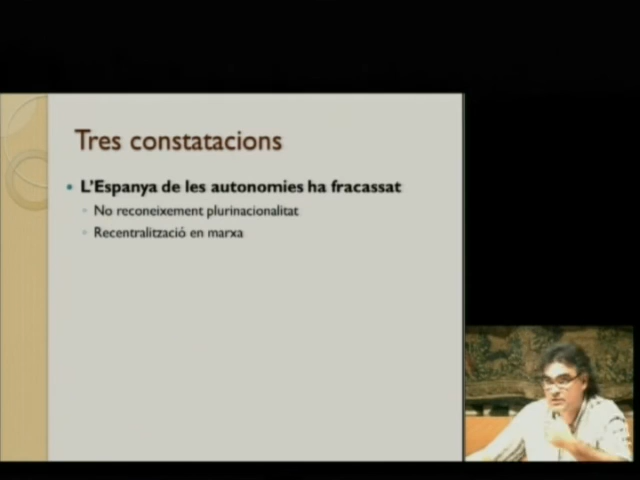 Tres constatacions
L'Espanya de les autonomies ha fracassat
No reconeixement plurinacionalitat
Recentralització en marxa